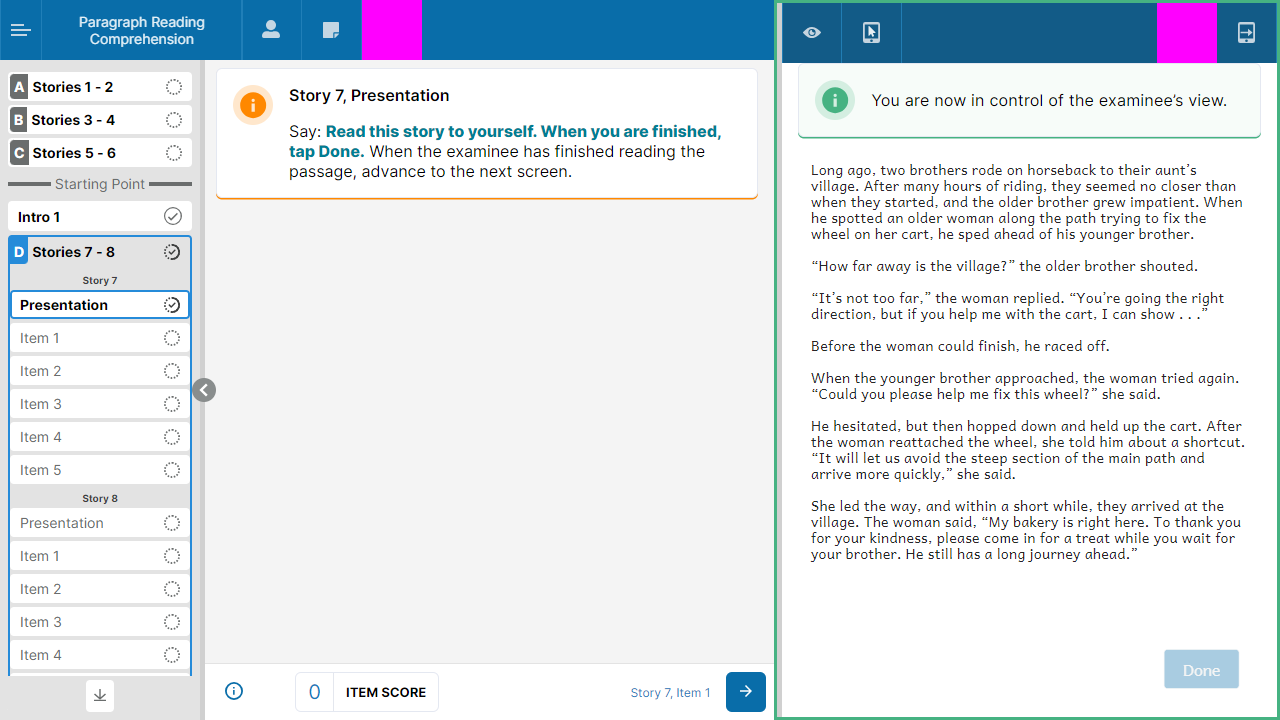 Paragraph Reading
Comprehension
A Stories 1 - 2
B Stories 3 - 4
C Stories 5 - 6
Starting Point
Intro 1
D Stories 7 - 8
Story 7
Presentation
Item 1
Item 2
Item 3
Item 4
Item 5
Story 8
Presentation
Item 1
Item 2
Item 3
Item 4
Story 7, Presentation
Say: Read this story to yourself. When you are finished,
tap Done. When the examinee has finished reading the
passage, advance to the next screen.
0 ITEM SCORE
Story 7, Item 1
You are now in control of the examinee’s view.
Long ago, two brothers rode on horseback to their aunt’s
village. After many hours of riding, they seemed no closer than
when they started, and the older brother grew impatient. When
he spotted an older woman along the path trying to fix the
wheel on her cart, he sped ahead of his younger brother.
“How far away is the village?” the older brother shouted.
“It’s not too far,” the woman replied. “You’re going the right
direction, but if you help me with the cart, I can show . . .”
Before the woman could finish, he raced off.
When the younger brother approached, the woman tried again.
“Could you please help me fix this wheel?” she said.
He hesitated, but then hopped down and held up the cart. After
the woman reattached the wheel, she told him about a shortcut.
“It will let us avoid the steep section of the main path and
arrive more quickly,” she said.
She led the way, and within a short while, they arrived at the
village. The woman said, “My bakery is right here. To thank you
for your kindness, please come in for a treat while you wait for
your brother. He still has a long journey ahead.”
Done